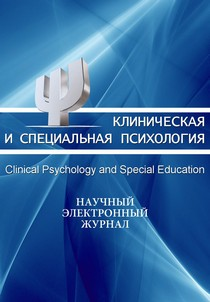 КЛИНИЧЕСКАЯ
И СПЕЦИАЛЬНАЯ ПСИХОЛОГИЯ
Clinical Psychology and Special Education
НАУЧНЫЙ
ЭЛЕКТРОННЫЙ
ЖУРНАЛ